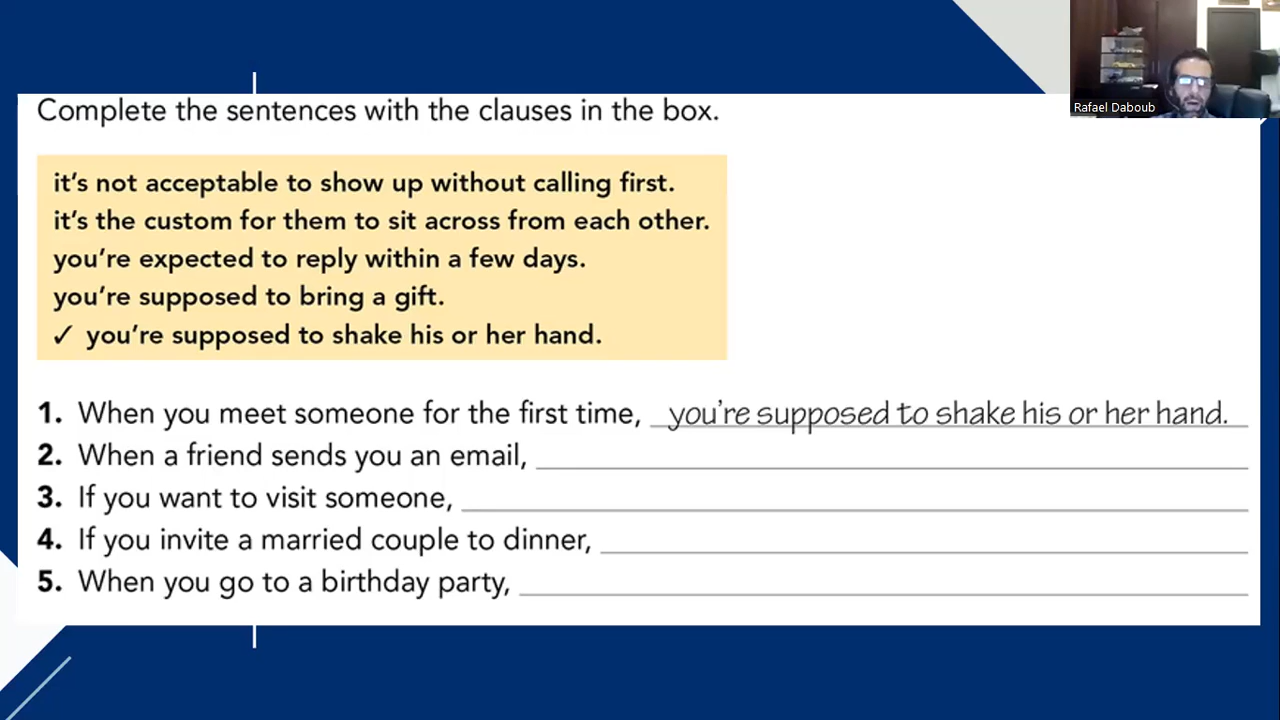 Complete the sentences with the clauses in the box.
it's not acceptable to show up without calling first.
it's the custom for them to sit across from each other.
you're expected to reply within a few days.
you're supposed to bring a gift.
✓ you're supposed to shake his or her hand.
1. When you meet someone for the first time, you're supposed to shake his or her hand.
2. When a friend sends you an email,
3. If you want to visit someone,
4. If you invite a married couple to dinner,
5. When you go to a birthday party,
Rafael Daboub